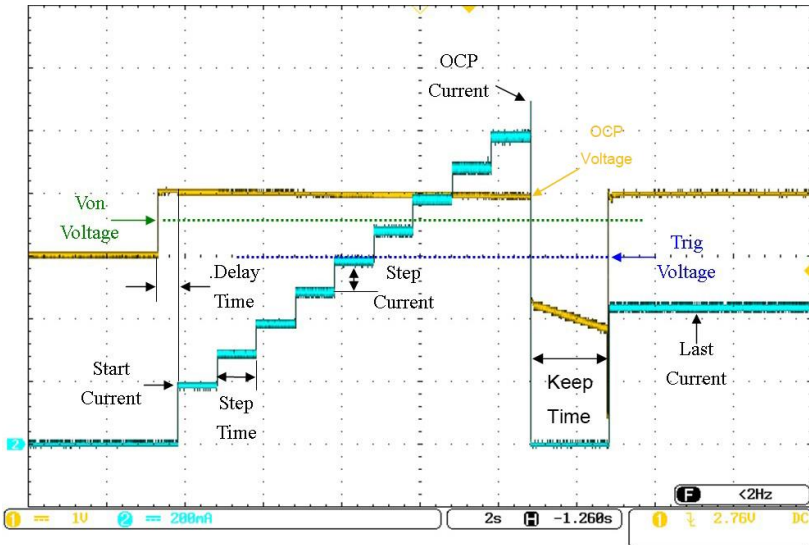 OCP
Current
OCP
Voltage
Von
Voltage
Trig
Voltage
.Delay
Time
Step
Current
Start
Current
Step
Time
Keep
Time
Last
Current
2
F <2Hz
1 1V 2 200mA 2s H -1.260s 1 2.76V DC